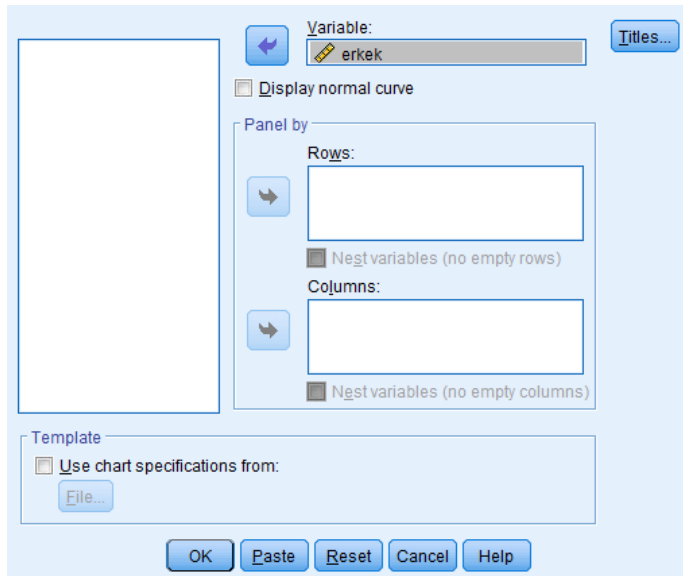 Variable:
erkek
Titles...
Display normal curve
Panel by
Rows:
Nest variables (no empty rows)
Columns:
Nest variables (no empty columns)
Template
Use chart specifications from:
File...
OK Paste Reset Cancel Help